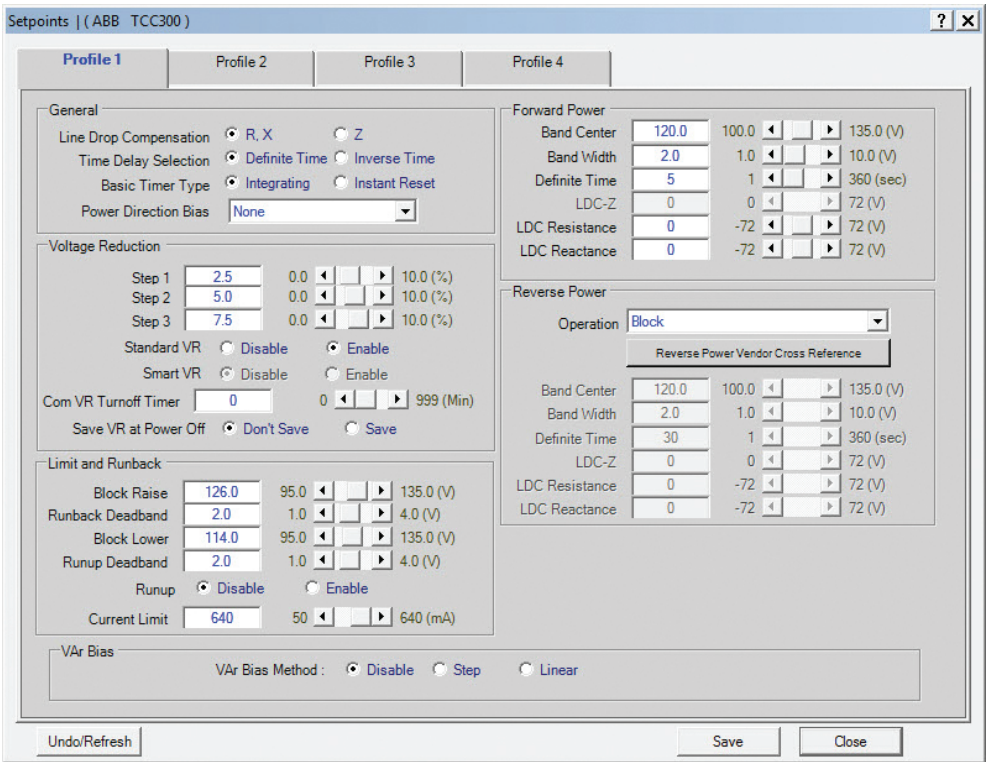 Setpoints | ( ABB TCC300 )
? X
Profile 1 Profile 2 Profile 3 Profile 4
General
Line Drop Compensation R, X Z
Time Delay Selection Definite Time Inverse Time
Basic Timer Type Integrating Instant Reset
Power Direction Bias None
Voltage Reduction
Step 1 2.5 0.0 10.0 (%)
Step 2 5.0 0.0 10.0 (%)
Step 3 7.5 0.0 10.0 (%)
Standard VR Disable Enable
Smart VR Disable Enable
Com VR Turnoff Timer 0 0 999 (Min)
Save VR at Power Off Don't Save Save
Limit and Runback
Block Raise 126.0 95.0 135.0 (V)
Runback Deadband 2.0 1.0 4.0 (V)
Block Lower 114.0 95.0 135.0 (V)
Runup Deadband 2.0 1.0 4.0 (V)
Runup Disable Enable
Current Limit 640 50 640 (mA)
Forward Power
Band Center 120.0 100.0 135.0 (V)
Band Width 2.0 1.0 10.0 (V)
Definite Time 5 1 360 (sec)
LDC-Z 0 0 72 (V)
LDC Resistance 0 -72 72 (V)
LDC Reactance 0 -72 72 (V)
Reverse Power
Operation Block
Reverse Power Vendor Cross Reference
Band Center 120.0 100.0 135.0 (V)
Band Width 2.0 1.0 10.0 (V)
Definite Time 30 1 360 (sec)
LDC-Z 0 0 72 (V)
LDC Resistance 0 -72 72 (V)
LDC Reactance 0 -72 72 (V)
VAr Bias
VAr Bias Method : Disable Step Linear
Undo/Refresh Save Close